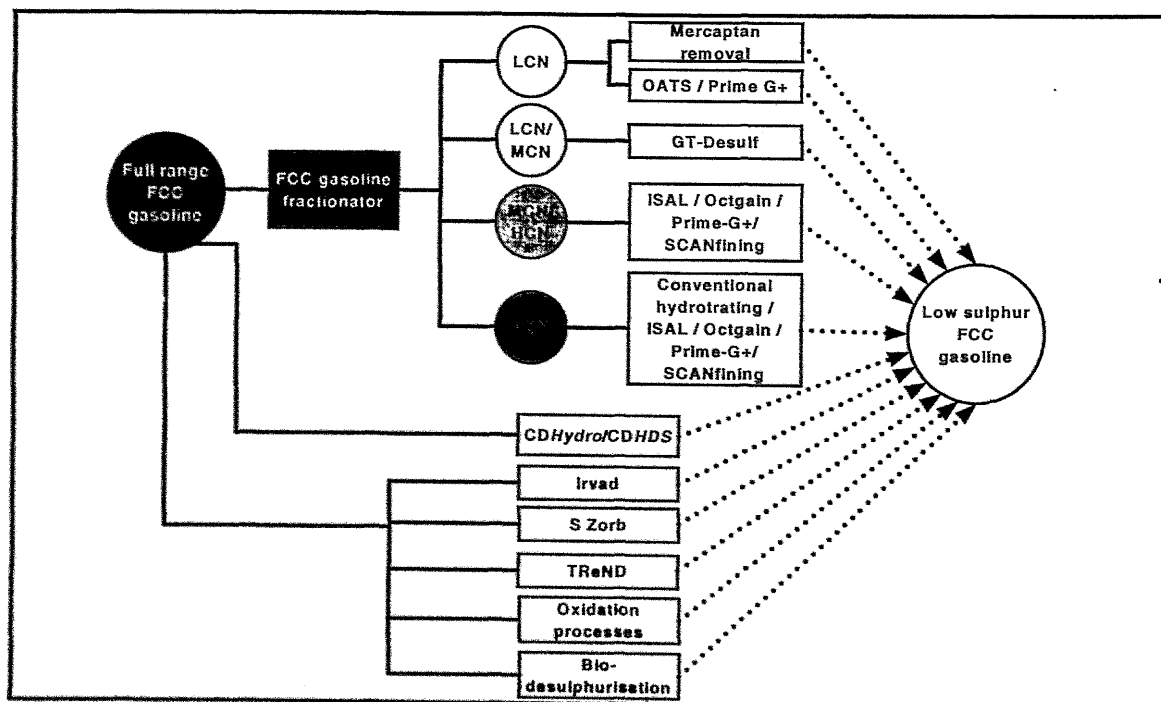 Full range
FCC
gasoline
FCC gasoline
fractionator
LCN
Mercaptan
removal
OATS / Prime G+
LCN/
MCN
GT-Desulf
MCN/
HCN
ISAL / Octgain /
Prime-G+/
SCANfining
Conventional
hydrotrating /
ISAL / Octgain /
Prime-G+/
SCANfining
Low sulphur
FCC
gasoline
CDHydro/CDHDS
Irvad
S Zorb
TReND
Oxidation
processes
Bio-
desulphurisation